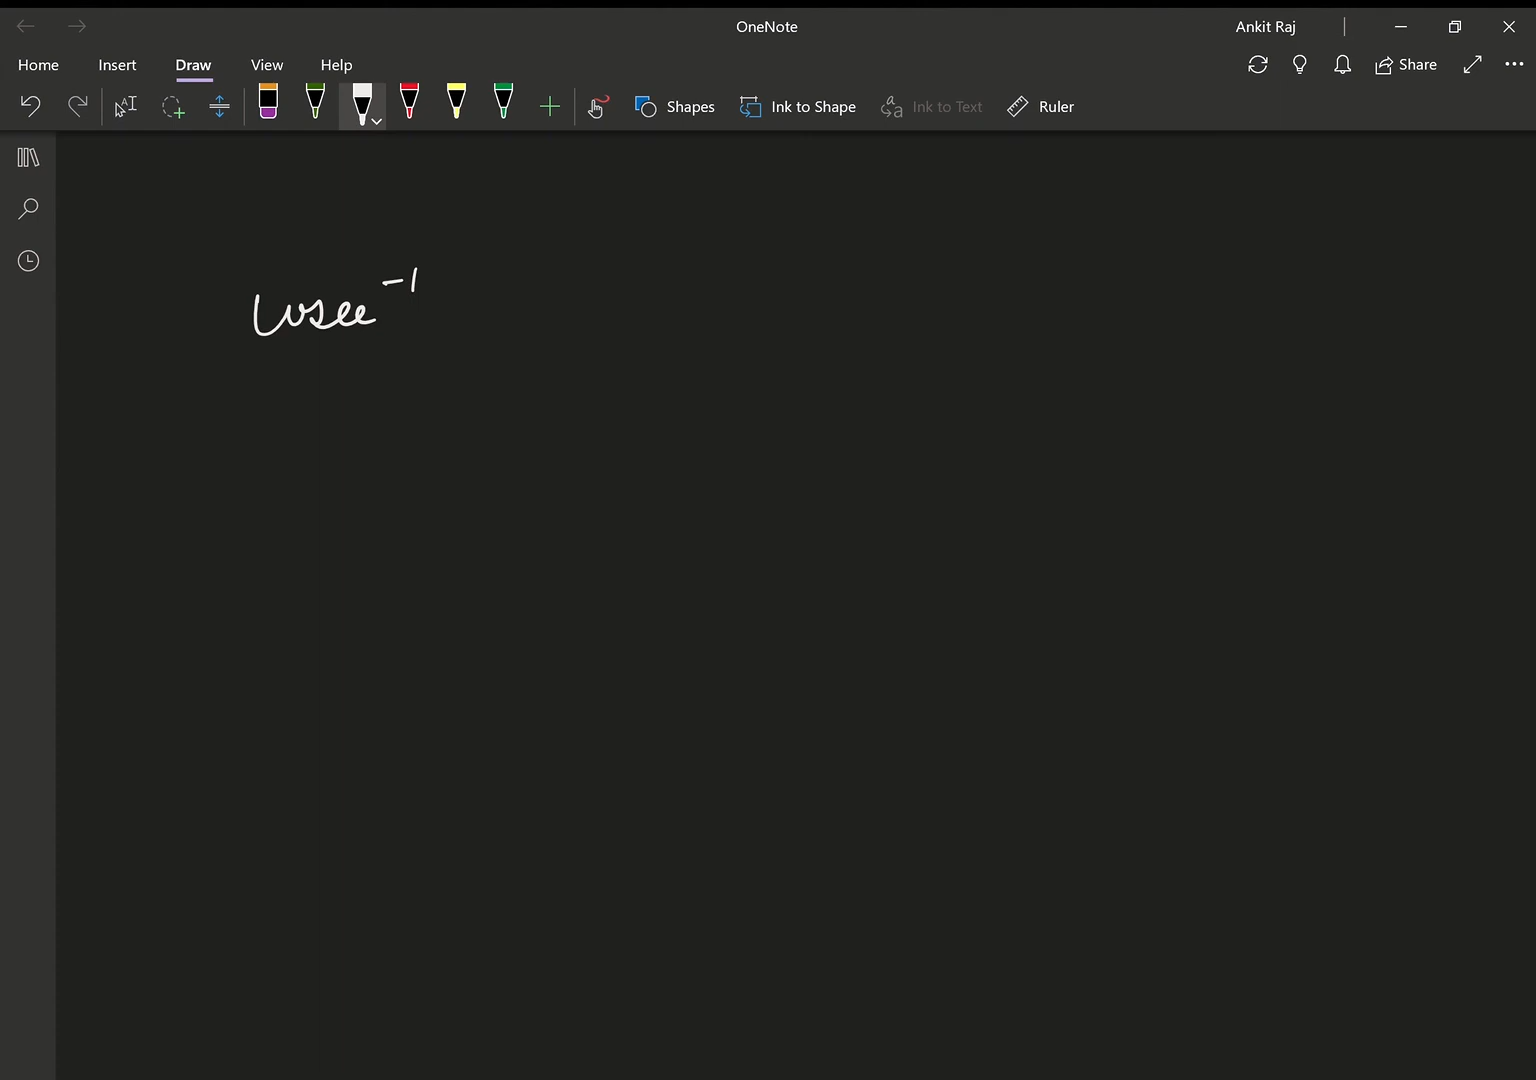 OneNote
Ankit Raj
Home Insert Draw View Help
Share
Shapes Ink to Shape Ink to Text Ruler
Cosec⁻¹